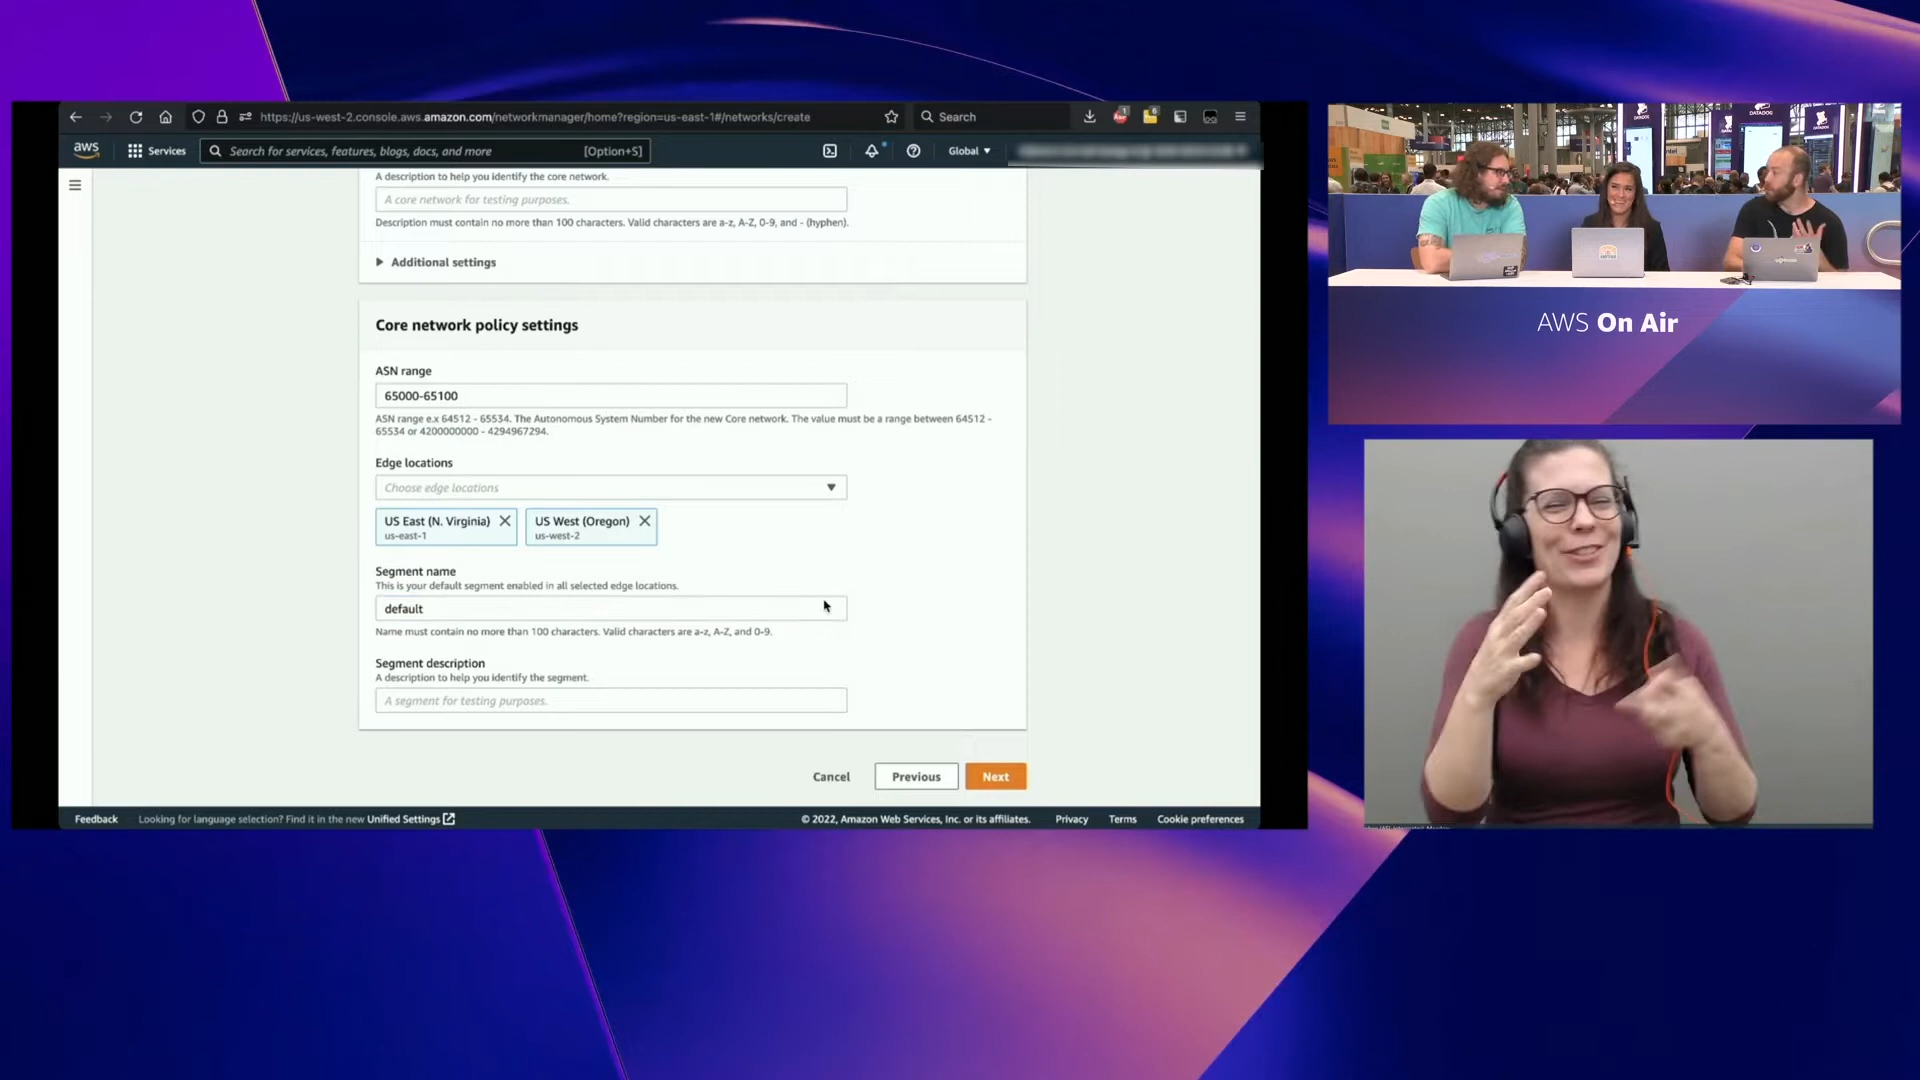 https://us-west-2.console.aws.amazon.com/networkmanager/home?region=us-east-1#/networks/create
Search
aws
Services
Search for services, features, blogs, docs, and more
[Option+S]
Global
A description to help you identify the core network.
A core network for testing purposes.
Description must contain no more than 100 characters. Valid characters are a-z, A-Z, 0-9, and - (hyphen).
Additional settings
Core network policy settings
ASN range
65000-65100
ASN range e.x 64512 - 65534. The Autonomous System Number for the new Core network. The value must be a range between 64512 -
65534 or 4200000000 - 4294967294.
Edge locations
Choose edge locations
US East (N. Virginia)
us-east-1
US West (Oregon)
us-west-2
Segment name
This is your default segment enabled in all selected edge locations.
default
Name must contain no more than 100 characters. Valid characters are a-z, A-Z, and 0-9.
Segment description
A description to help you identify the segment.
A segment for testing purposes.
Cancel
Previous
Next
Feedback
Looking for language selection? Find it in the new Unified Settings
© 2022, Amazon Web Services, Inc. or its affiliates.
Privacy
Terms
Cookie preferences
DATADOG
DATADOG
AWS On Air